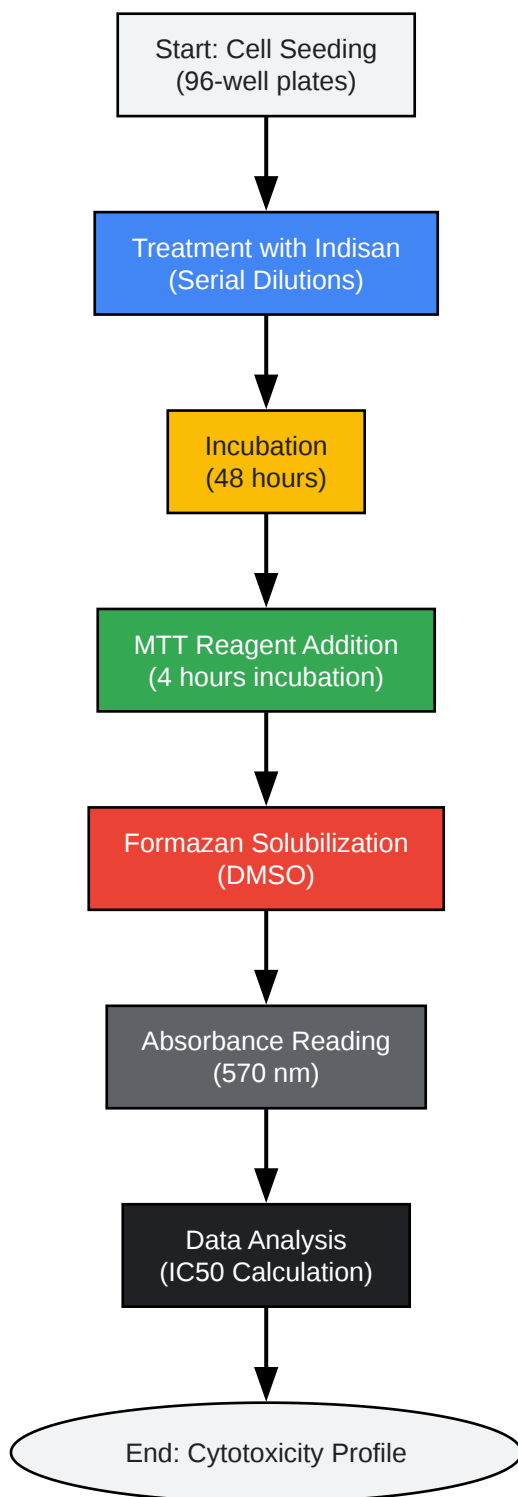 Start: Cell Seeding
(96-well plates)
Treatment with Indisan
(Serial Dilutions)
Incubation
(48 hours)
MTT Reagent Addition
(4 hours incubation)
Formazan Solubilization
(DMSO)
Absorbance Reading
(570 nm)
Data Analysis
(IC50 Calculation)
End: Cytotoxicity Profile